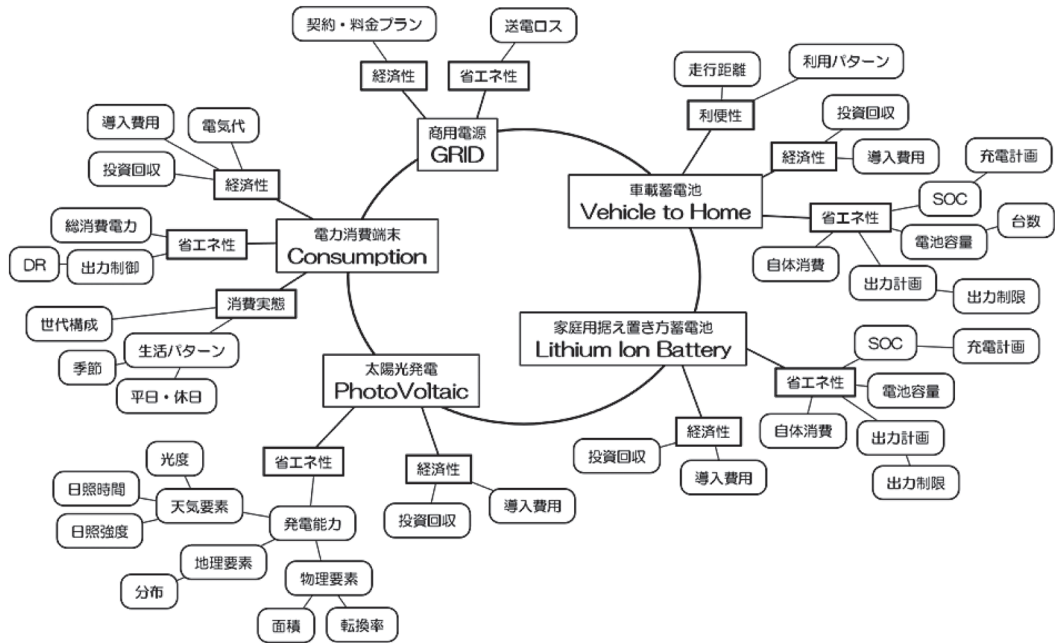 契約・料金プラン
送電ロス
経済性
省エネ性
商用電源
GRID
走行距離
利用パターン
利便性
投資回収
経済性
導入費用
車載蓄電池
Vehicle to Home
充電計画
SOC
省エネ性
台数
電池容量
自体消費
出力計画
出力制限
導入費用
電気代
投資回収
経済性
総消費電力
省エネ性
DR
出力制御
電力消費端末
Consumption
消費実態
世代構成
生活パターン
季節
平日・休日
家庭用据え置き方蓄電池
Lithium Ion Battery
SOC
充電計画
省エネ性
電池容量
自体消費
出力計画
出力制限
経済性
投資回収
導入費用
太陽光発電
PhotoVoltaic
省エネ性
経済性
投資回収
導入費用
光度
日照時間
天気要素
日照強度
発電能力
地理要素
分布
物理要素
面積
転換率